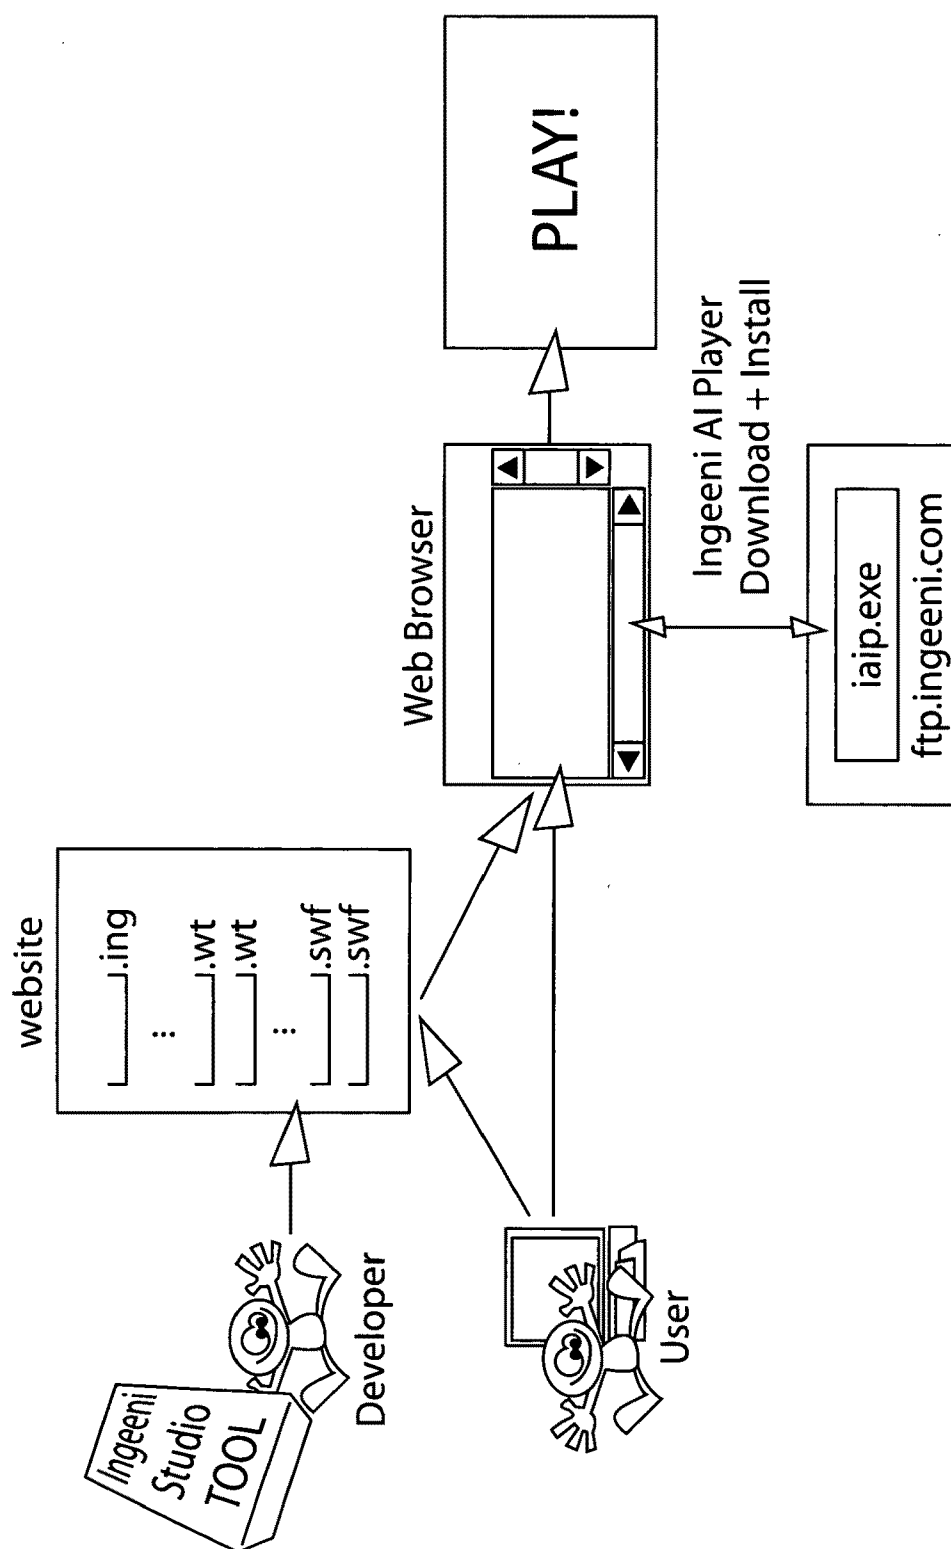 Ingeeni
Studio
TOOL
Developer
User
website
.ing
...
.wt
.wt
...
.swf
.swf
Web Browser
PLAY!
Ingeeni AI Player
Download + Install
iaip.exe
ftp.ingeeni.com